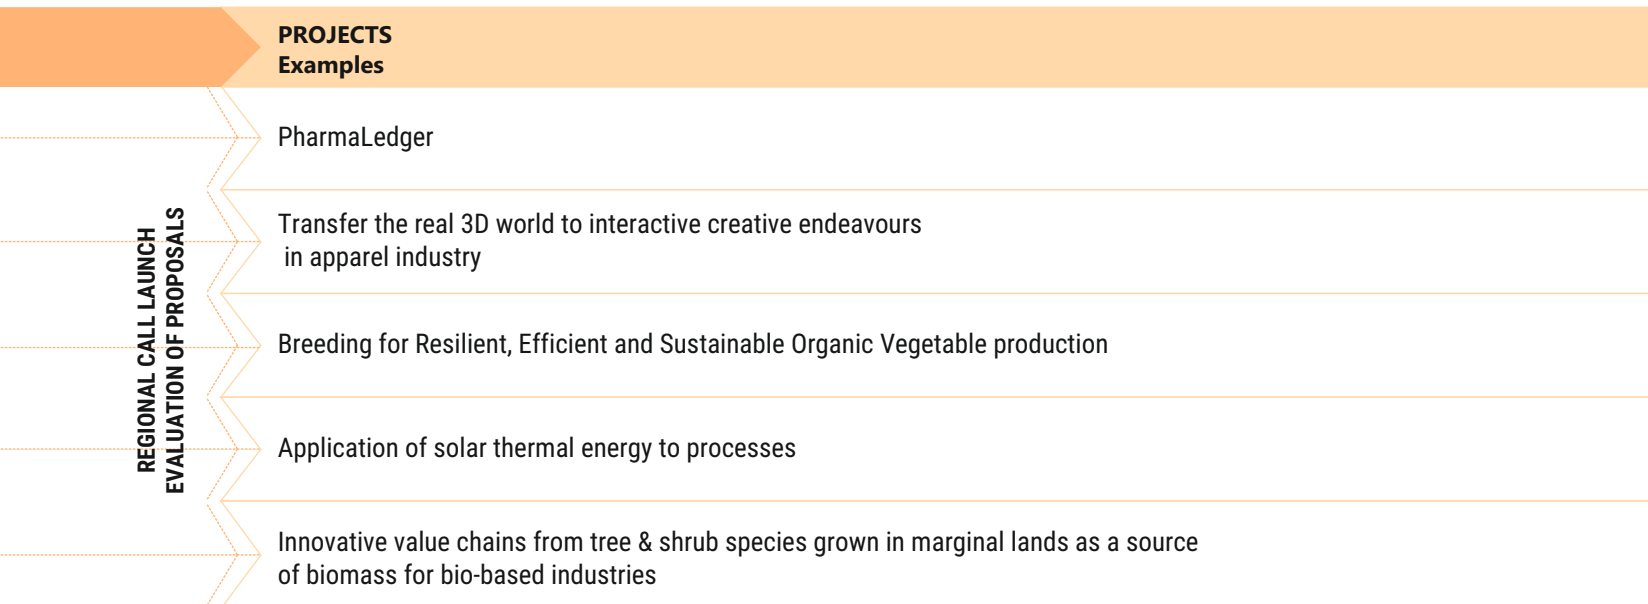 PROJECTS
Examples
REGIONAL CALL LAUNCH
EVALUATION OF PROPOSALS
PharmaLedger
Transfer the real 3D world to interactive creative endeavours
in apparel industry
Breeding for Resilient, Efficient and Sustainable Organic Vegetable production
Application of solar thermal energy to processes
Innovative value chains from tree & shrub species grown in marginal lands as a source
of biomass for bio-based industries